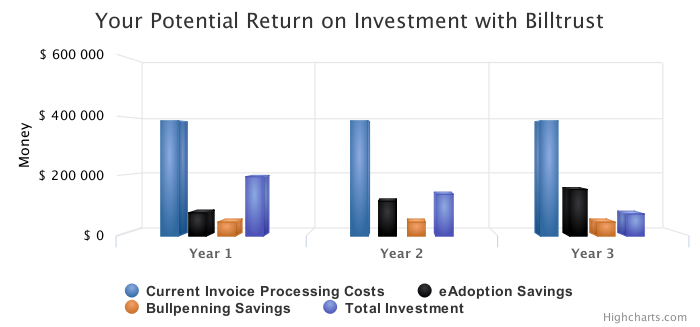 Your Potential Return on Investment with Billtrust
$ 600 000
$ 400 000
$ 200 000
$ 0
Money
Year 1
Year 2
Year 3
Current Invoice Processing Costs
eAdoption Savings
Bullpenning Savings
Total Investment
Highcharts.com